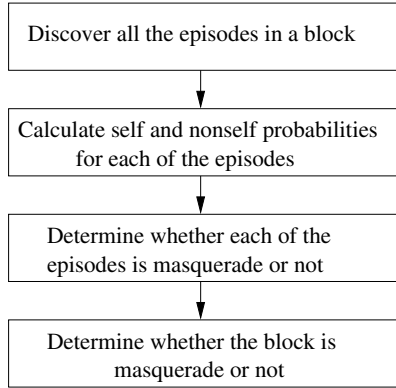 Discover all the episodes in a block
Calculate self and nonself probabilities
for each of the episodes
Determine whether each of the
episodes is masquerade or not
Determine whether the block is
masquerade or not